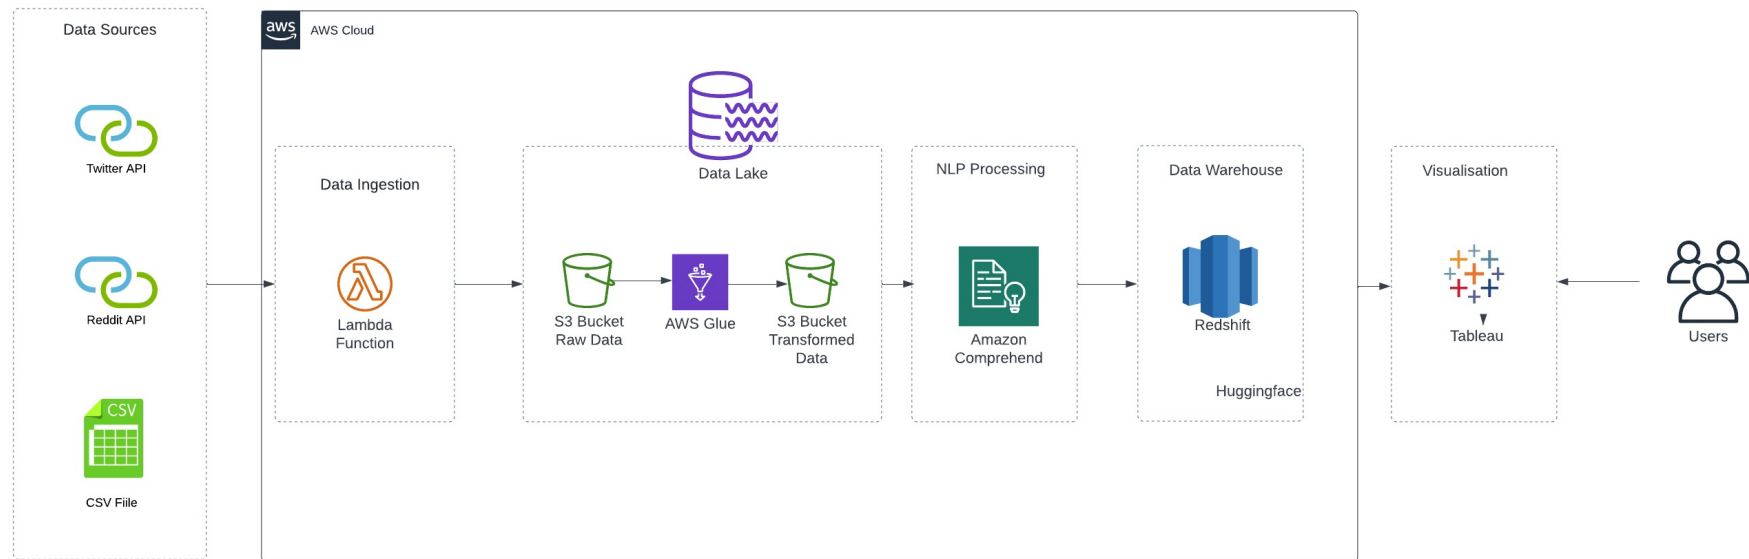 Data Sources
Twitter API
Reddit API
CSV
CSV Fiile
aws
AWS Cloud
Data Ingestion
Lambda
Function
Data Lake
S3 Bucket
Raw Data
AWS Glue
S3 Bucket
Transformed
Data
NLP Processing
Amazon
Comprehend
Data Warehouse
Redshift
Huggingface
Visualisation
Tableau
Users